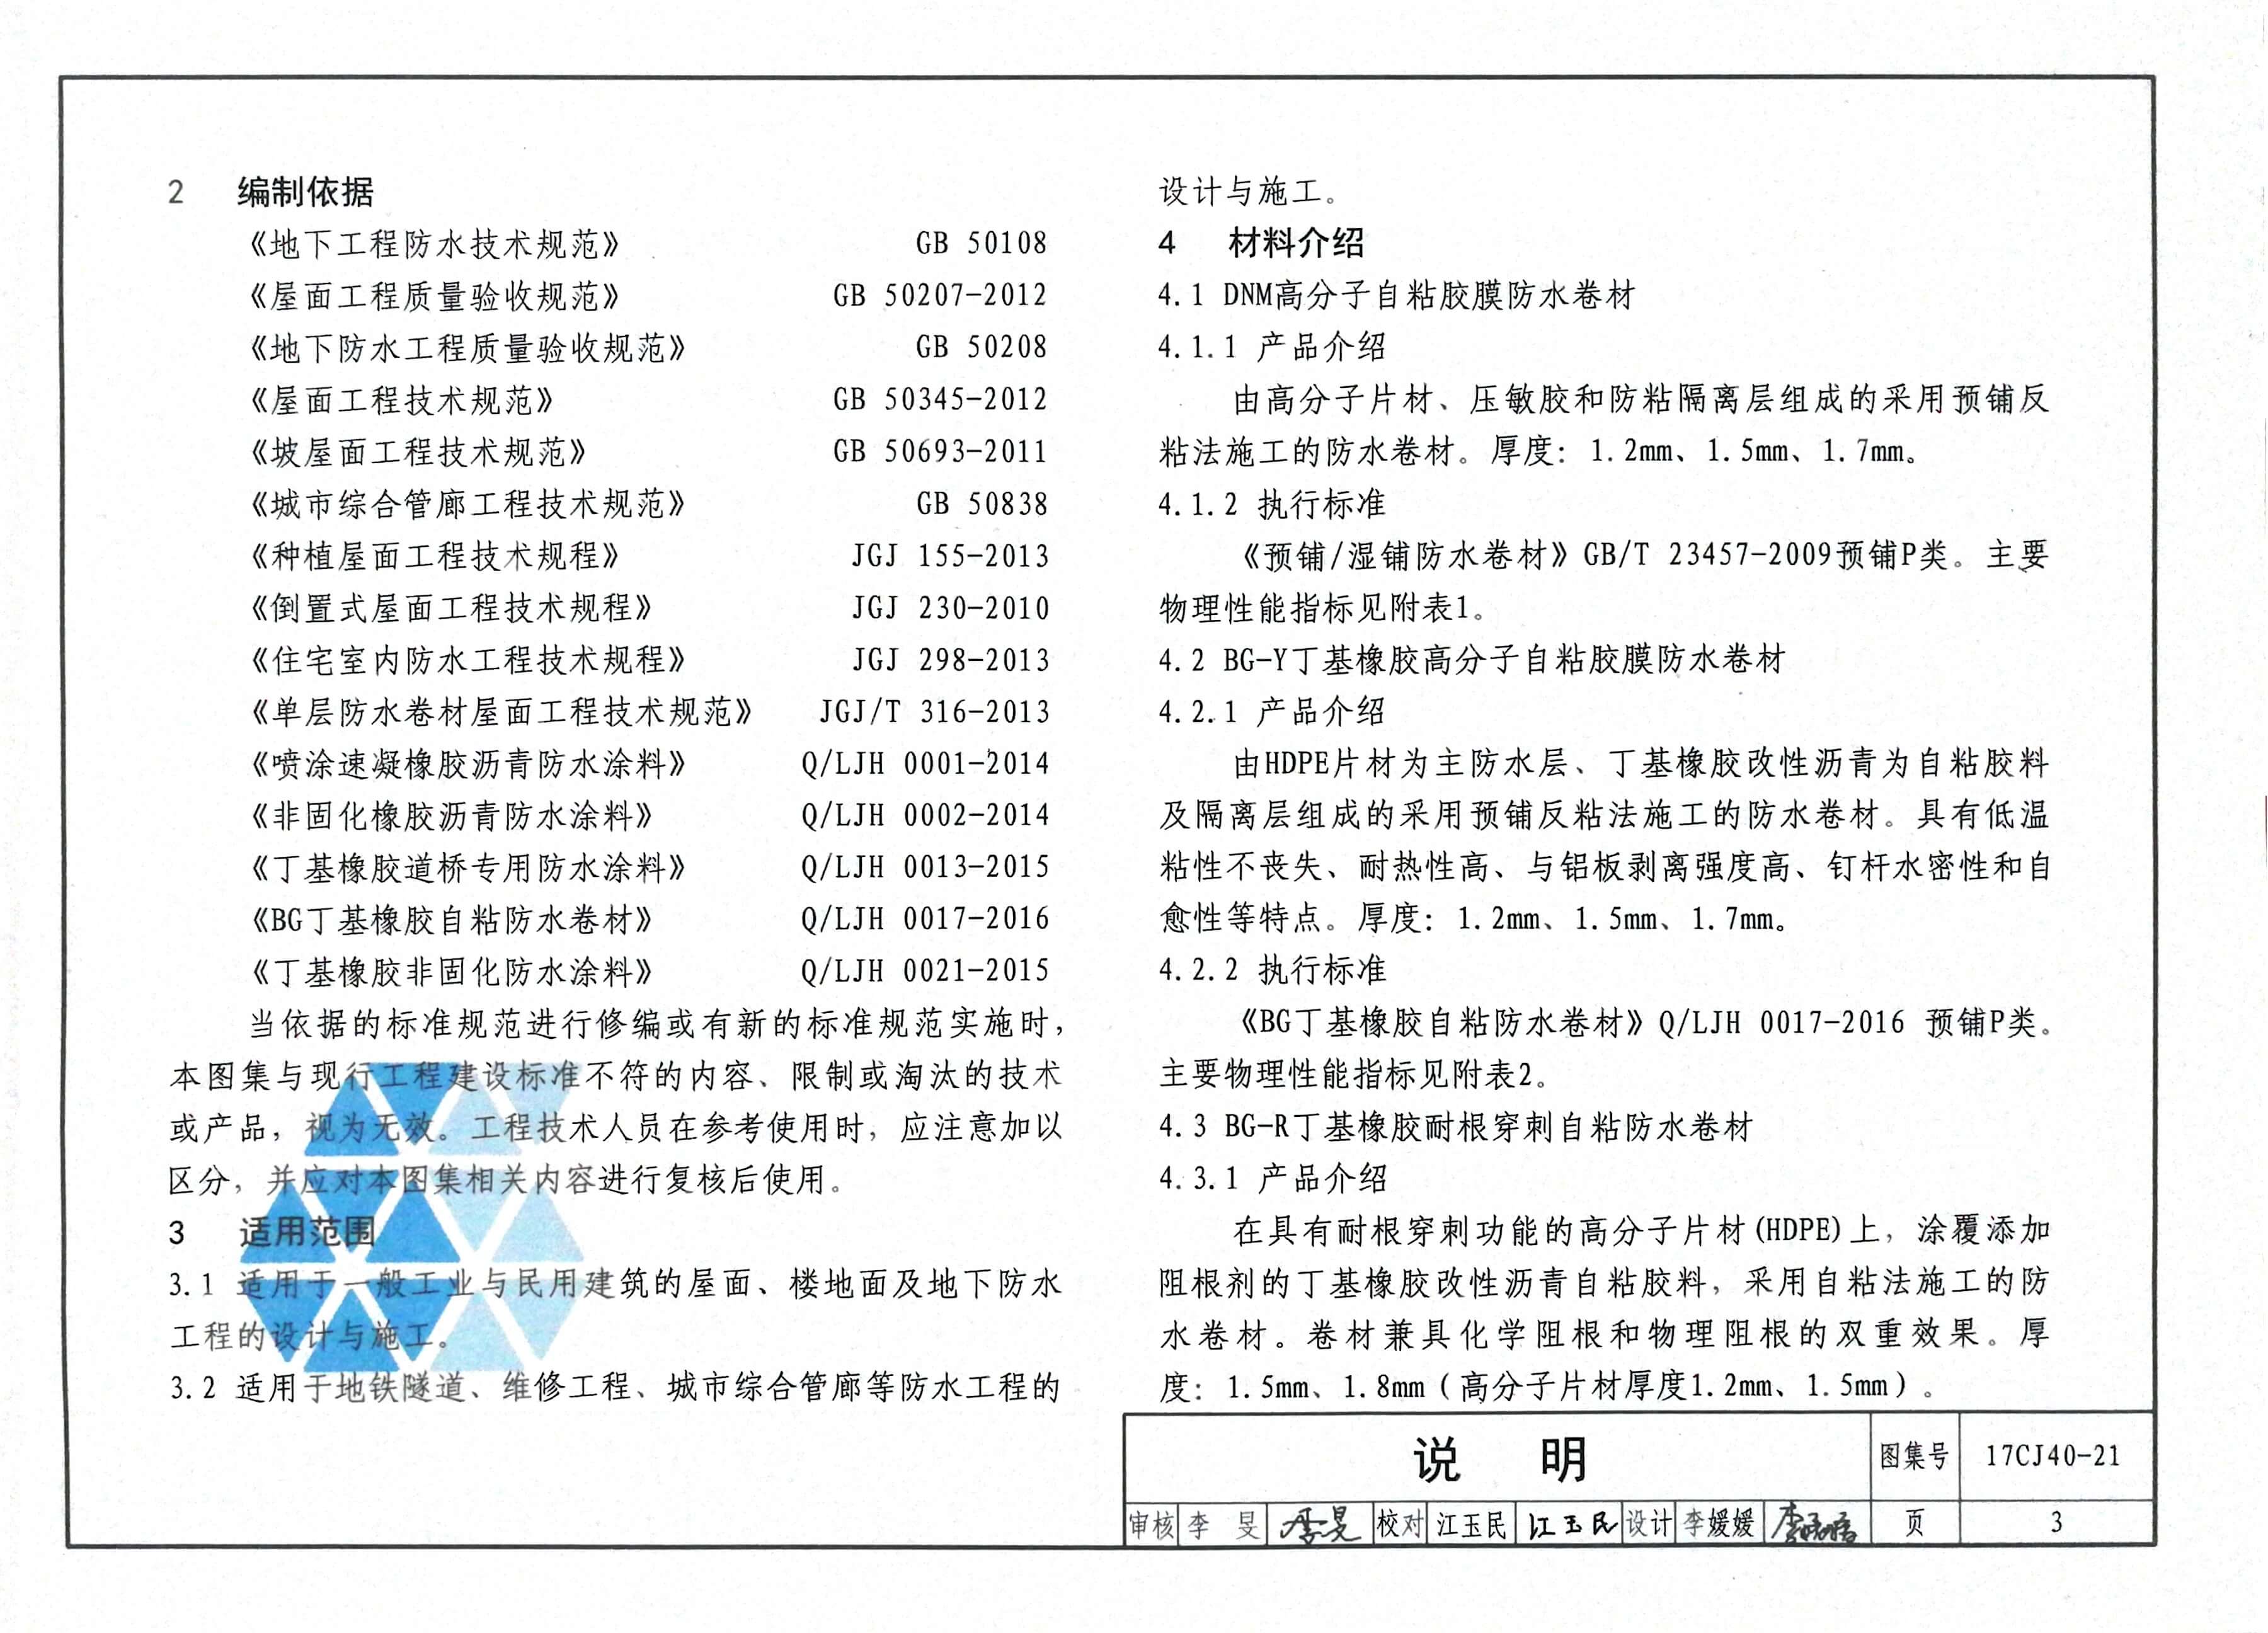 2 编制依据
《地下工程防水技术规范》 GB 50108
《屋面工程质量验收规范》 GB 50207-2012
《地下防水工程质量验收规范》 GB 50208
《屋面工程技术规范》 GB 50345-2012
《坡屋面工程技术规范》 GB 50693-2011
《城市综合管廊工程技术规范》 GB 50838
《种植屋面工程技术规程》 JGJ 155-2013
《倒置式屋面工程技术规程》 JGJ 230-2010
《住宅室内防水工程技术规程》 JGJ 298-2013
《单层防水卷材屋面工程技术规范》 JGJ/T 316-2013
《喷涂速凝橡胶沥青防水涂料》 Q/LJH 0001-2014
《非固化橡胶沥青防水涂料》 Q/LJH 0002-2014
《丁基橡胶道桥专用防水涂料》 Q/LJH 0013-2015
《BG丁基橡胶自粘防水卷材》 Q/LJH 0017-2016
《丁基橡胶非固化防水涂料》 Q/LJH 0021-2015
当依据的标准规范进行修编或有新的标准规范实施时，
本图集与现行工程建设标准不符的内容、限制或淘汰的技术
或产品，视为无效。工程技术人员在参考使用时，应注意加以
区分，并应对本图集相关内容进行复核后使用。
3 适用范围
3.1 适用于一般工业与民用建筑的屋面、楼地面及地下防水
工程的设计与施工。
3.2 适用于地铁隧道、维修工程、城市综合管廊等防水工程的
设计与施工。
4 材料介绍
4.1 DNM高分子自粘胶膜防水卷材
4.1.1 产品介绍
由高分子片材、压敏胶和防粘隔离层组成的采用预铺反
粘法施工的防水卷材。厚度：1.2mm、1.5mm、1.7mm。
4.1.2 执行标准
《预铺/湿铺防水卷材》GB/T 23457-2009预铺P类。主要
物理性能指标见附表1。
4.2 BG-Y丁基橡胶高分子自粘胶膜防水卷材
4.2.1 产品介绍
由HDPE片材为主防水层、丁基橡胶改性沥青为自粘胶料
及隔离层组成的采用预铺反粘法施工的防水卷材。具有低温
粘性不丧失、耐热性高、与铝板剥离强度高、钉杆水密性和自
愈性等特点。厚度：1.2mm、1.5mm、1.7mm。
4.2.2 执行标准
《BG丁基橡胶自粘防水卷材》Q/LJH 0017-2016 预铺P类。
主要物理性能指标见附表2。
4.3 BG-R丁基橡胶耐根穿刺自粘防水卷材
4.3.1 产品介绍
在具有耐根穿刺功能的高分子片材(HDPE)上，涂覆添加
阻根剂的丁基橡胶改性沥青自粘胶料，采用自粘法施工的防
水卷材。卷材兼具化学阻根和物理阻根的双重效果。厚
度：1.5mm、1.8mm（高分子片材厚度1.2mm、1.5mm）。
说 明 图集号 17CJ40-21
审核 李 旻 李旻 校对 江玉民 江玉民 设计 李媛媛 李媛媛 页 3